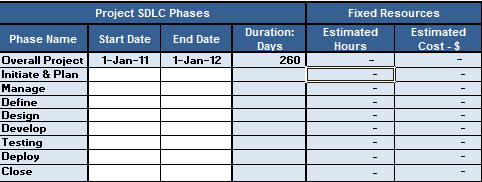 Project SDLC Phases Fixed Resources
Phase Name Start Date End Date Duration: Days Estimated Hours Estimated Cost - $
Overall Project 1-Jan-11 1-Jan-12 260 - -
Initiate & Plan - -
Manage - -
Define - -
Design - -
Develop - -
Testing - -
Deploy - -
Close - -